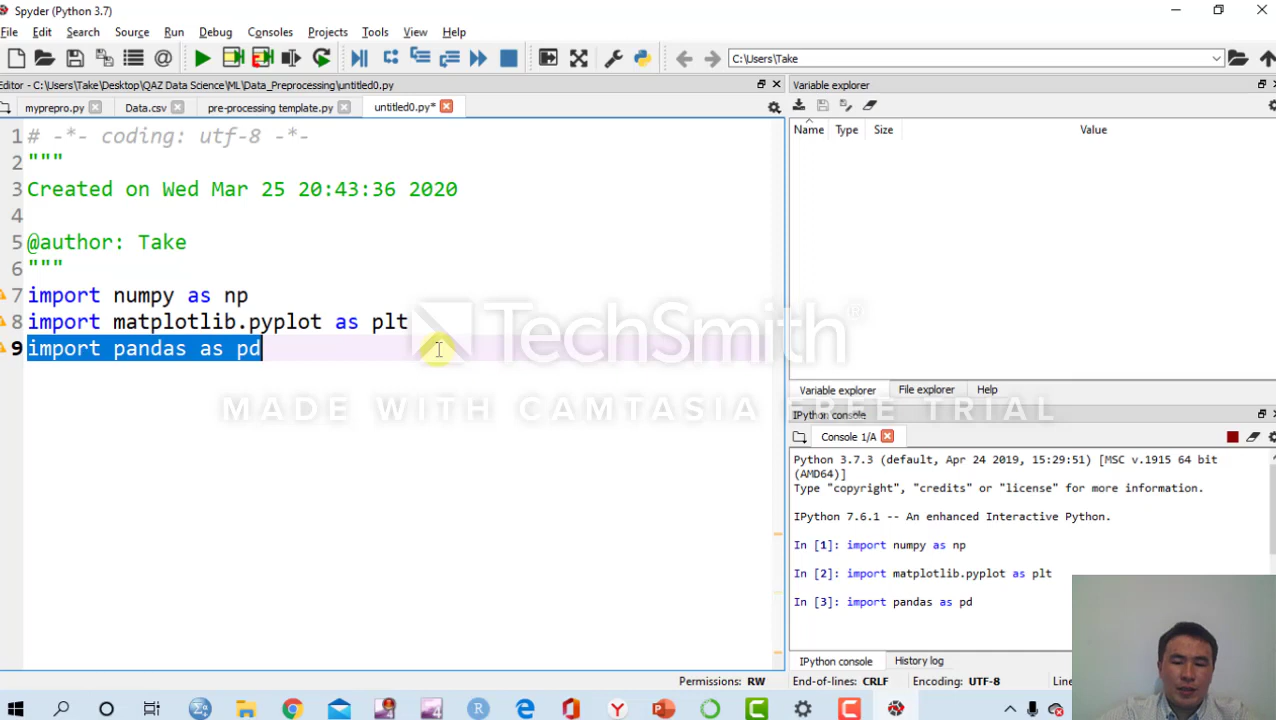 Spyder (Python 3.7)
File Edit Search Source Run Debug Consoles Projects Tools View Help
C:\Users\Take
Editor - C:\Users\Take\Desktop\QAZ Data Science\ML\Data_Preprocessing\untitled0.py
Variable explorer
myprepro.py Data.csv pre-processing template.py untitled0.py*
Name Type Size Value
1 # -*- coding: utf-8 -*-
2 """
3 Created on Wed Mar 25 20:43:36 2020
4
5 @author: Take
6 """
7 import numpy as np
8 import matplotlib.pyplot as plt
9 import pandas as pd
TechSmith®
MADE WITH CAMTASIA FREE TRIAL
Variable explorer File explorer Help
IPython console
Console 1/A
Python 3.7.3 (default, Apr 24 2019, 15:29:51) [MSC v.1915 64 bit
(AMD64)]
Type "copyright", "credits" or "license" for more information.
IPython 7.6.1 -- An enhanced Interactive Python.
In [1]: import numpy as np
In [2]: import matplotlib.pyplot as plt
In [3]: import pandas as pd
IPython console History log
Permissions: RW End-of-lines: CRLF Encoding: UTF-8 Line